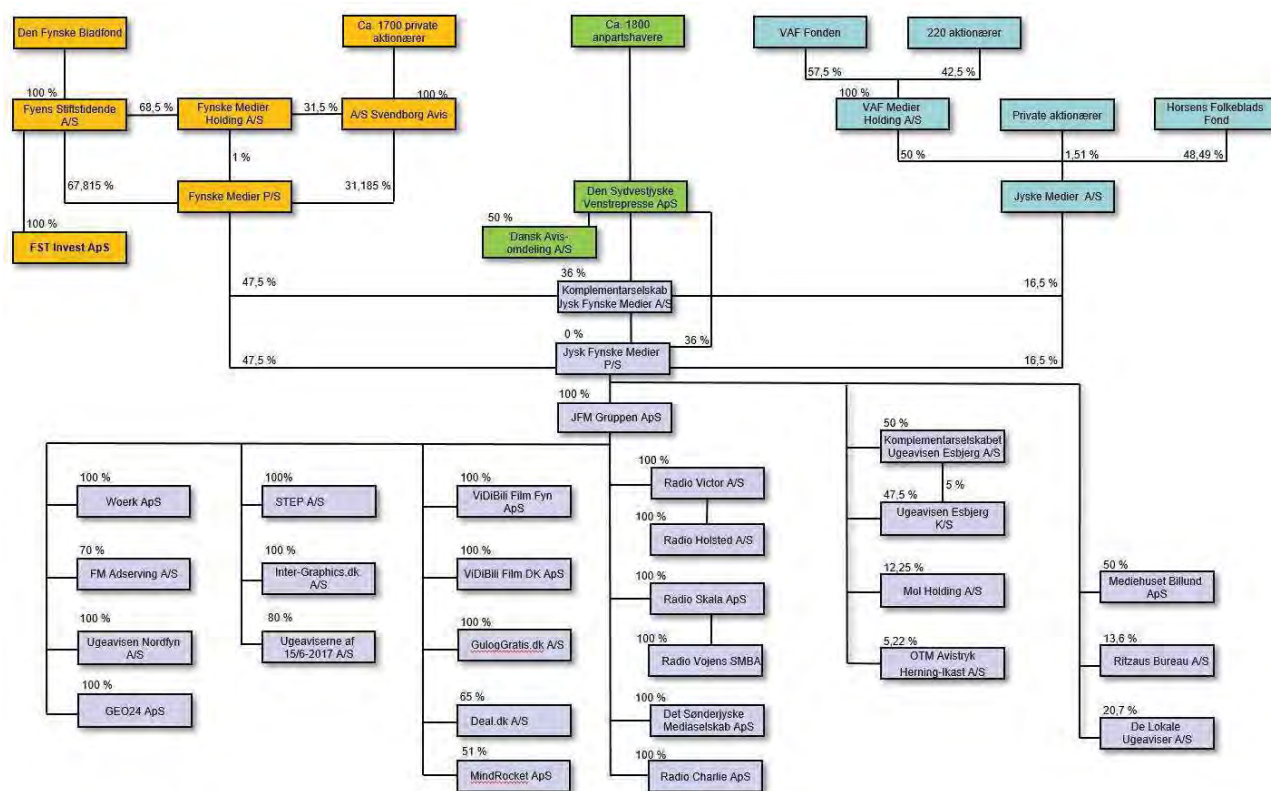 Den Fynske Bladfond
Ca. 1700 private
aktionærer
Ca. 1800
anpartshavere
VAF Fonden
220 aktionærer
57,5 %
42,5 %
100 %
Fyens Stiftstidende
A/S
68,5 %
Fynske Medier
Holding A/S
31,5 %
100 %
A/S Svendborg Avis
100 %
VAF Medier
Holding A/S
Private aktionærer
Horsens Folkeblads
Fond
1 %
50 %
1,51 %
48,49 %
67,815 %
Fynske Medier P/S
31,185 %
Den Sydvestjyske
Venstrepresse ApS
Jyske Medier A/S
100 %
FST Invest ApS
50 %
Dansk Avis-
omdeling A/S
47,5 %
36 %
Komplementarselskab
Jysk Fynske Medier A/S
16,5 %
47,5 %
0 %
Jysk Fynske Medier
P/S
36 %
16,5 %
100 %
JFM Gruppen ApS
100 %
Woerk ApS
70 %
FM Adserving A/S
100 %
Ugeavisen Nordfyn
A/S
100 %
GEO24 ApS
100%
STEP A/S
100 %
Inter-Graphics.dk
A/S
80 %
Ugeaviserne af
15/6-2017 A/S
100 %
ViDiBili Film Fyn
ApS
100 %
ViDiBili Film DK ApS
100 %
GulogGratis.dk A/S
65 %
Deal.dk A/S
51 %
MindRocket ApS
100 %
Radio Victor A/S
100 %
Radio Holsted A/S
100 %
Radio Skala ApS
100 %
Radio Vojens SMBA
100 %
Det Sønderjyske
Mediaselskab ApS
100 %
Radio Charlie ApS
50 %
Komplementarselskabet
Ugeavisen Esbjerg A/S
5 %
47,5 %
Ugeavisen Esbjerg
K/S
12,25 %
Mol Holding A/S
5,22 %
OTM Avistryk
Herning-Ikast A/S
50 %
Mediehuset Billund
ApS
13,6 %
Ritzaus Bureau A/S
20,7 %
De Lokale
Ugeaviser A/S